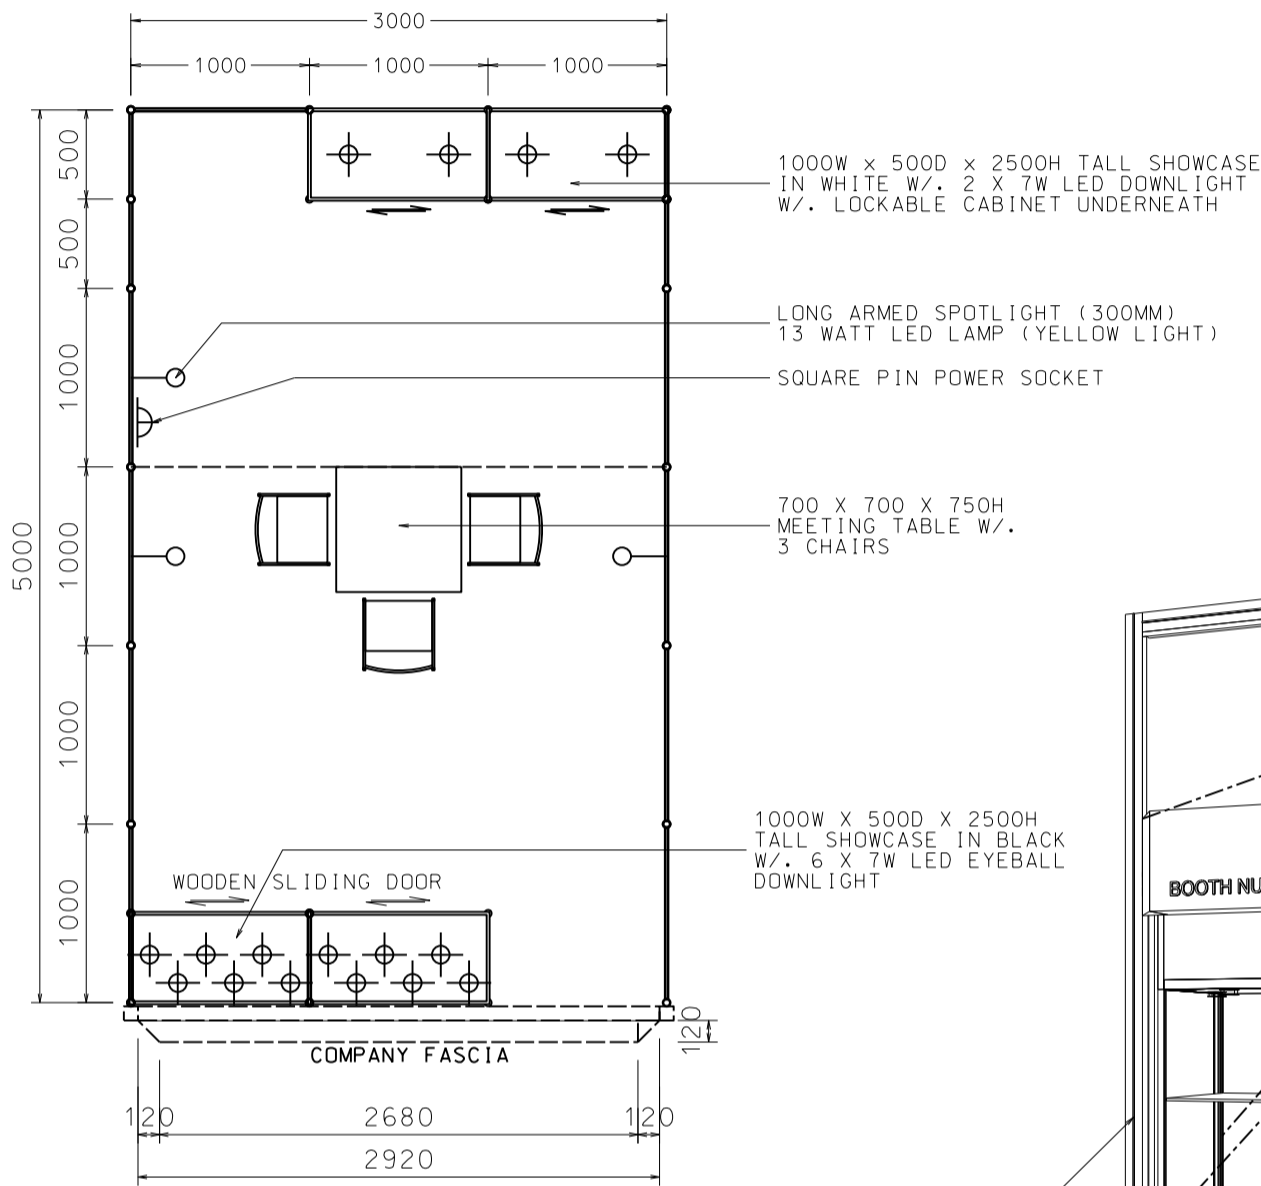 3000
1000 1000 1000
500
500
1000
1000
1000
1000
5000
1000W x 500D x 2500H TALL SHOWCASE
IN WHITE W/. 2 X 7W LED DOWNLIGHT
W/. LOCKABLE CABINET UNDERNEATH
LONG ARMED SPOTLIGHT (300MM)
13 WATT LED LAMP (YELLOW LIGHT)
SQUARE PIN POWER SOCKET
700 X 700 X 750H
MEETING TABLE W/.
3 CHAIRS
1000W X 500D X 2500H
TALL SHOWCASE IN BLACK
W/. 6 X 7W LED EYEBALL
DOWNLIGHT
WOODEN SLIDING DOOR
COMPANY FASCIA
120
120 2680 120
2920
BOOTH NU